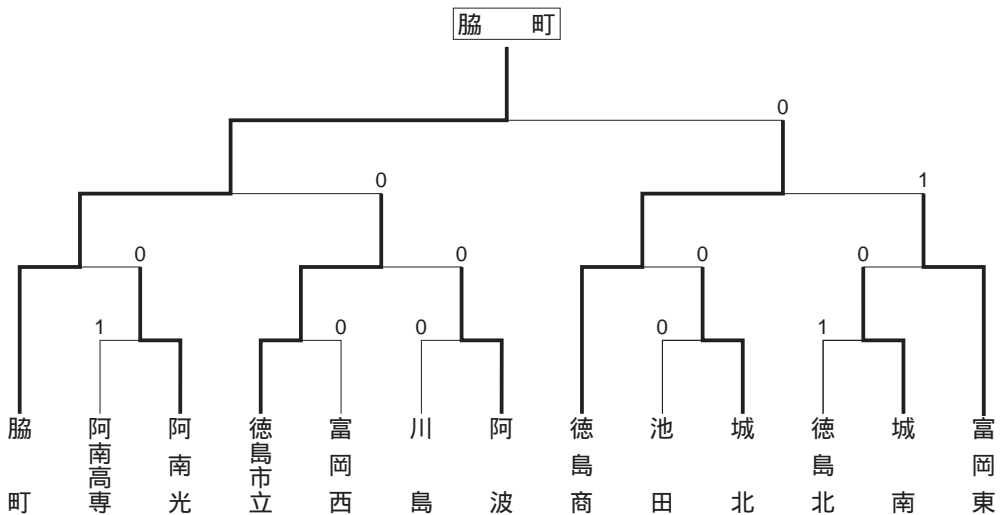 脇 町
0
0 1
0 0 0 0
1 0 0 0 1
脇町
阿南高専
阿南光
徳島市立
富岡西
川島
阿波
徳島商
池田
城北
徳島北
城南
富岡東